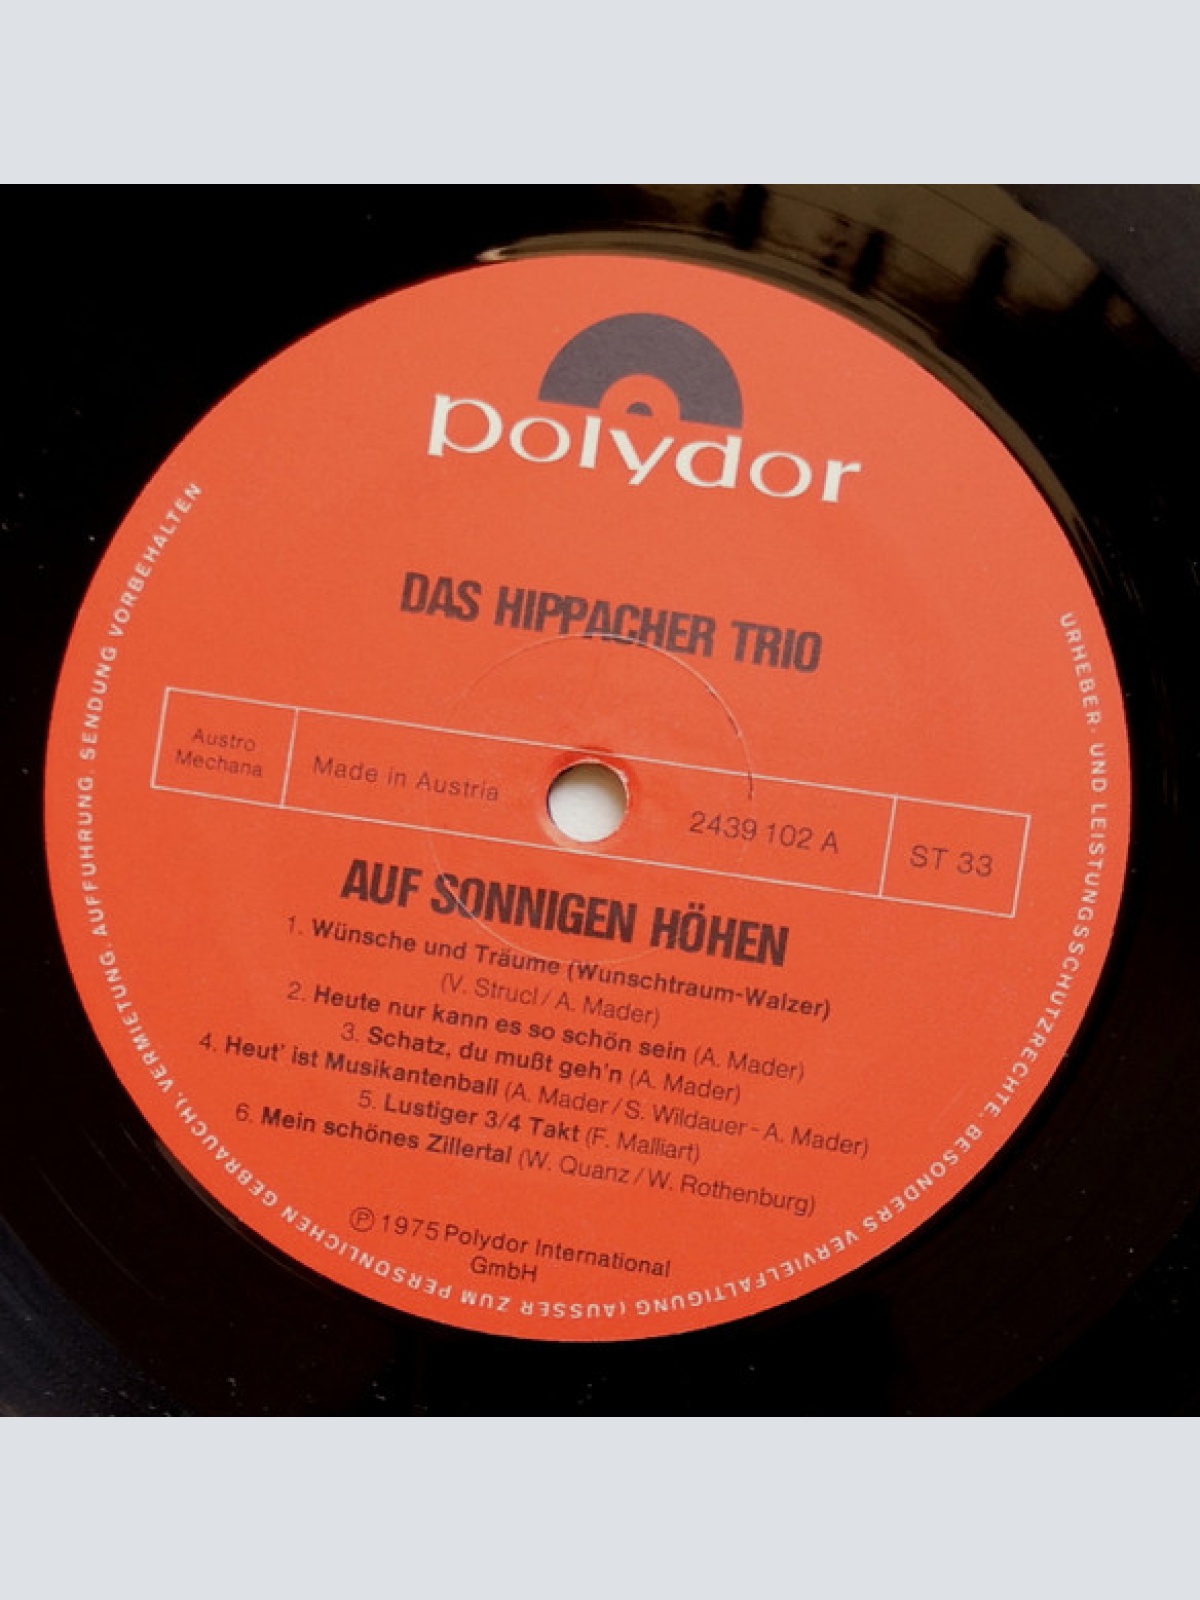 polydor
DAS HIPPACHER TRIO
Austro
Mechana
Made in Austria
2439 102 A
ST 33
AUF SONNIGEN HÖHEN
1. Wünsche und Träume (Wunschtraum-Walzer)
(V. Strucl / A. Mader)
2. Heute nur kann es so schön sein (A. Mader)
3. Schatz, du mußt geh'n (A. Mader)
4. Heut' ist Musikantenball (A. Mader / S. Wildauer - A. Mader)
5. Lustiger 3/4 Takt (F. Malliart)
6. Mein schönes Zillertal (W. Quanz / W. Rothenburg)
Ⓟ 1975 Polydor International
GmbH
URHEBER- UND LEISTUNGSSCHUTZRECHTE, BESONDERS VERVIELFÄLTIGUNG (AUSSER ZUM PERSÖNLICHEN GEBRAUCH), VERMIETUNG, AUFFÜHRUNG, SENDUNG VORBEHALTEN